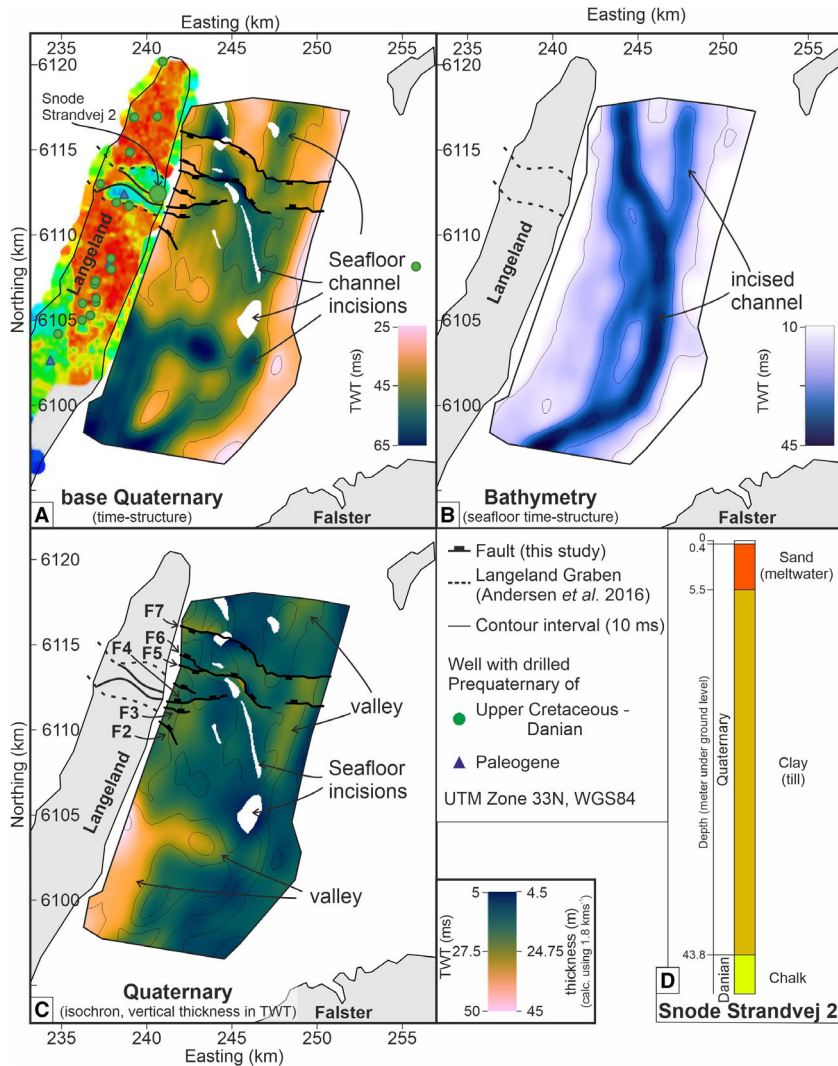 Easting (km)
235
240
245
250
255
6120
6115
6110
6105
6100
Northing (km)
Snode
Strandvej 2
Langeland
Seafloor
channel
incisions
25
45
65
TWT (ms)
base Quaternary
(time-structure)
A
Falster
Easting (km)
235
240
245
250
255
Langeland
incised
channel
10
45
TWT (ms)
Bathymetry
(seafloor time-structure)
B
Falster
6120
6115
6110
6105
6100
Northing (km)
F7
F6
F5
F4
F3
F2
Langeland
valley
Seafloor
incisions
valley
Quaternary
(isochron, vertical thickness in TWT)
C
Falster
235
240
245
250
255
Easting (km)
Fault (this study)
Langeland Graben
(Andersen et al. 2016)
Contour interval (10 ms)
Well with drilled
Prequaternary of
Upper Cretaceous -
Danian
Paleogene
UTM Zone 33N, WGS84
5
27.5
50
TWT (ms)
4.5
24.75
45
thickness (m)
(calc. using 1.8 kms⁻¹)
0
0.4
5.5
43.8
Depth (meter under ground level)
Quaternary
Danian
Sand
(meltwater)
Clay
(till)
Chalk
D
Snode Strandvej 2